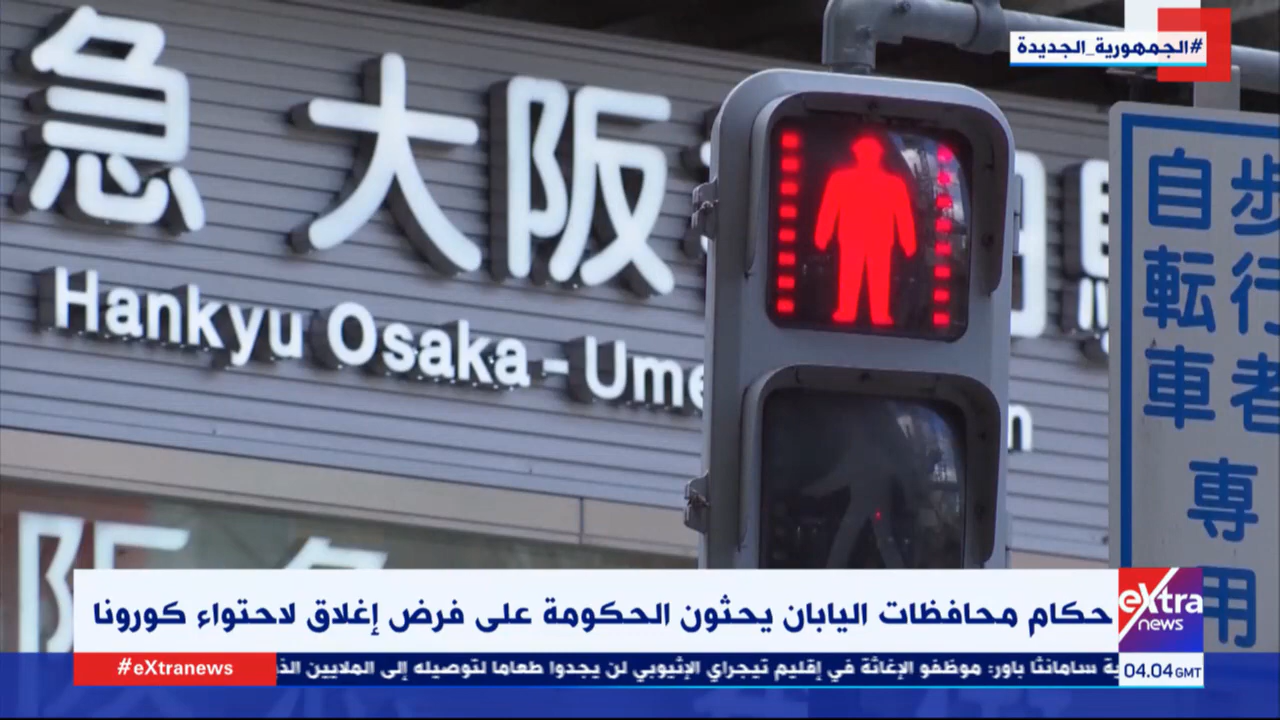 #الجمهورية_الجديدة
急 大阪
Hankyu Osaka - Ume
自転車
歩行者
専用
阪 急
حكام محافظات اليابان يحثون الحكومة على فرض إغلاق لاحتواء كورونا
eXtra news
#eXtranews
سامانثا باور: موظفو الإغاثة في إقليم تيجراي الإثيوبي لن يجدوا طعاما لتوصيله إلى الملايين
04.04 GMT